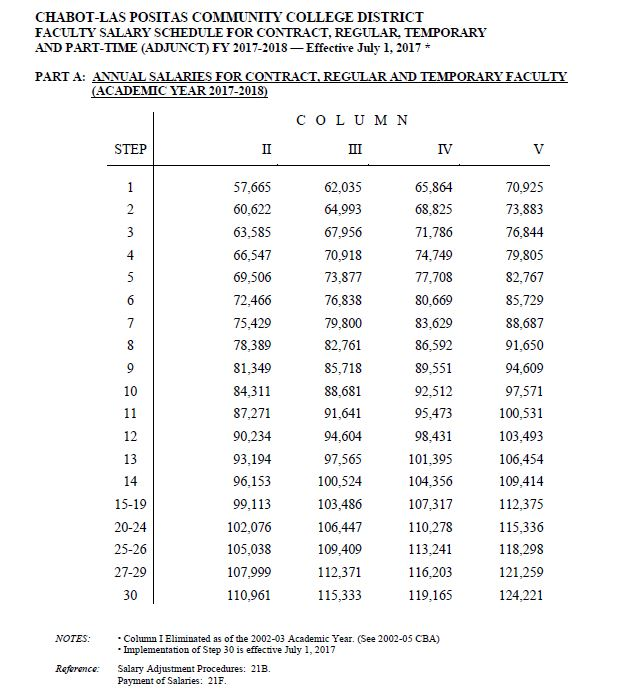 CHABOT-LAS POSITAS COMMUNITY COLLEGE DISTRICT
FACULTY SALARY SCHEDULE FOR CONTRACT, REGULAR, TEMPORARY
AND PART-TIME (ADJUNCT) FY 2017-2018 — Effective July 1, 2017 *
PART A: ANNUAL SALARIES FOR CONTRACT, REGULAR AND TEMPORARY FACULTY
(ACADEMIC YEAR 2017-2018)
C O L U M N
STEP II III IV V
1 57,665 62,035 65,864 70,925
2 60,622 64,993 68,825 73,883
3 63,585 67,956 71,786 76,844
4 66,547 70,918 74,749 79,805
5 69,506 73,877 77,708 82,767
6 72,466 76,838 80,669 85,729
7 75,429 79,800 83,629 88,687
8 78,389 82,761 86,592 91,650
9 81,349 85,718 89,551 94,609
10 84,311 88,681 92,512 97,571
11 87,271 91,641 95,473 100,531
12 90,234 94,604 98,431 103,493
13 93,194 97,565 101,395 106,454
14 96,153 100,524 104,356 109,414
15-19 99,113 103,486 107,317 112,375
20-24 102,076 106,447 110,278 115,336
25-26 105,038 109,409 113,241 118,298
27-29 107,999 112,371 116,203 121,259
30 110,961 115,333 119,165 124,221
NOTES: • Column I Eliminated as of the 2002-03 Academic Year. (See 2002-05 CBA)
• Implementation of Step 30 is effective July 1, 2017
Reference: Salary Adjustment Procedures: 21B.
Payment of Salaries: 21F.